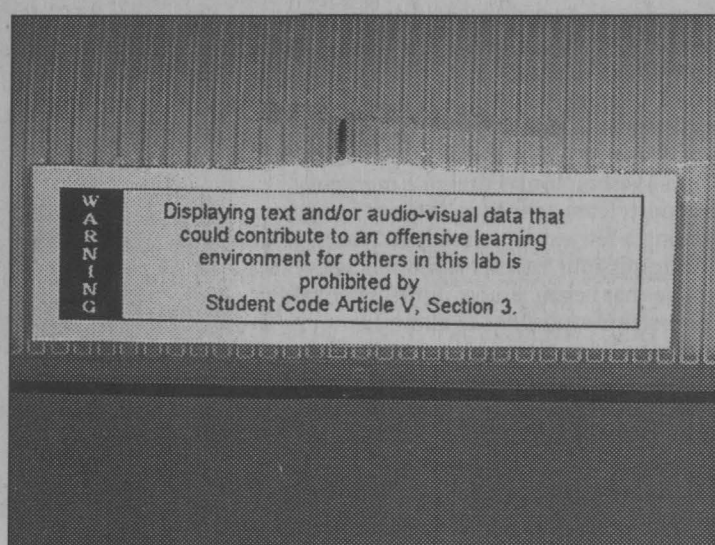 WARNING
Displaying text and/or audio-visual data that
could contribute to an offensive learning
environment for others in this lab is
prohibited by
Student Code Article V, Section 3.